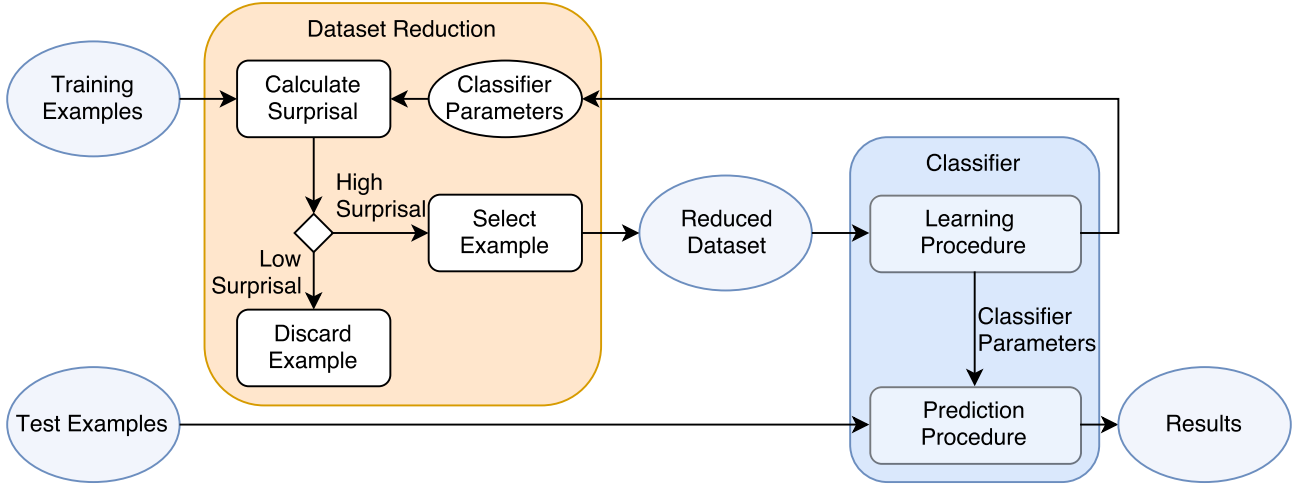 Dataset Reduction
Training
Examples
Calculate
Surprisal
Classifier
Parameters
High
Surprisal
Low
Surprisal
Select
Example
Discard
Example
Reduced
Dataset
Classifier
Learning
Procedure
Classifier
Parameters
Test Examples
Prediction
Procedure
Results